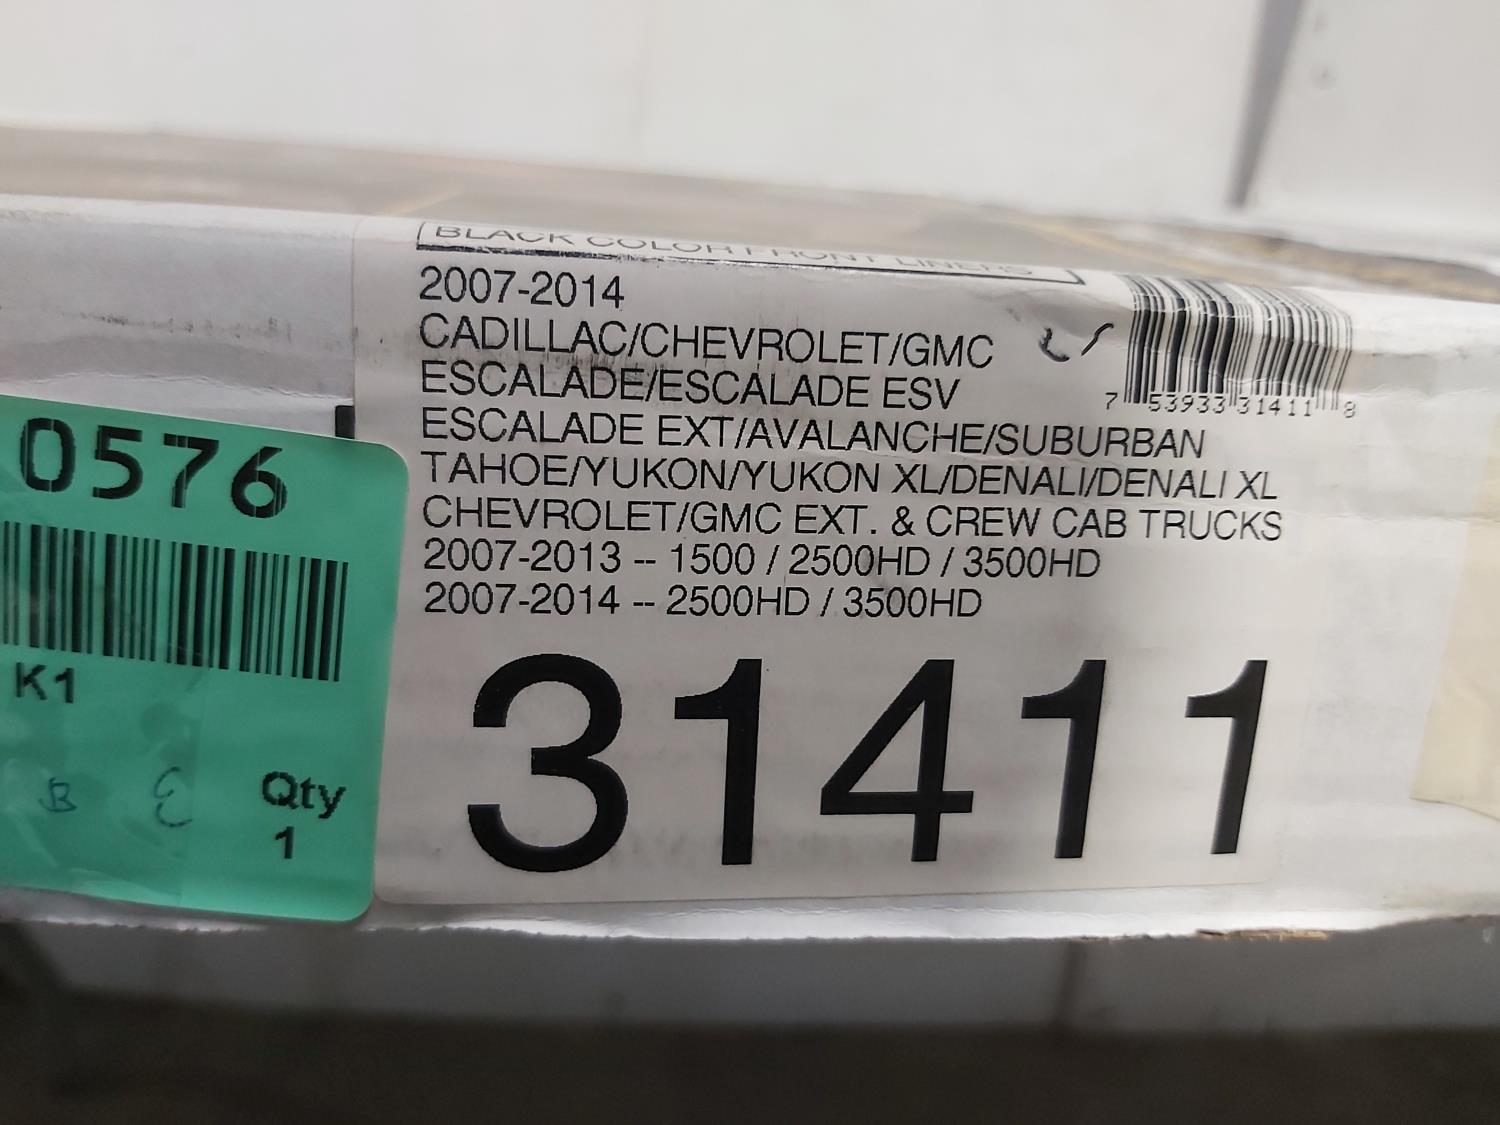 BLACK COLOR FRONT LINERS
2007-2014
CADILLAC/CHEVROLET/GMC
ESCALADE/ESCALADE ESV
ESCALADE EXT/AVALANCHE/SUBURBAN
TAHOE/YUKON/YUKON XL/DENALI/DENALI XL
CHEVROLET/GMC EXT. & CREW CAB TRUCKS
2007-2013 -- 1500 / 2500HD / 3500HD
2007-2014 -- 2500HD / 3500HD
31411
7 53933 31411 8
0576
K1
B
Qty
1